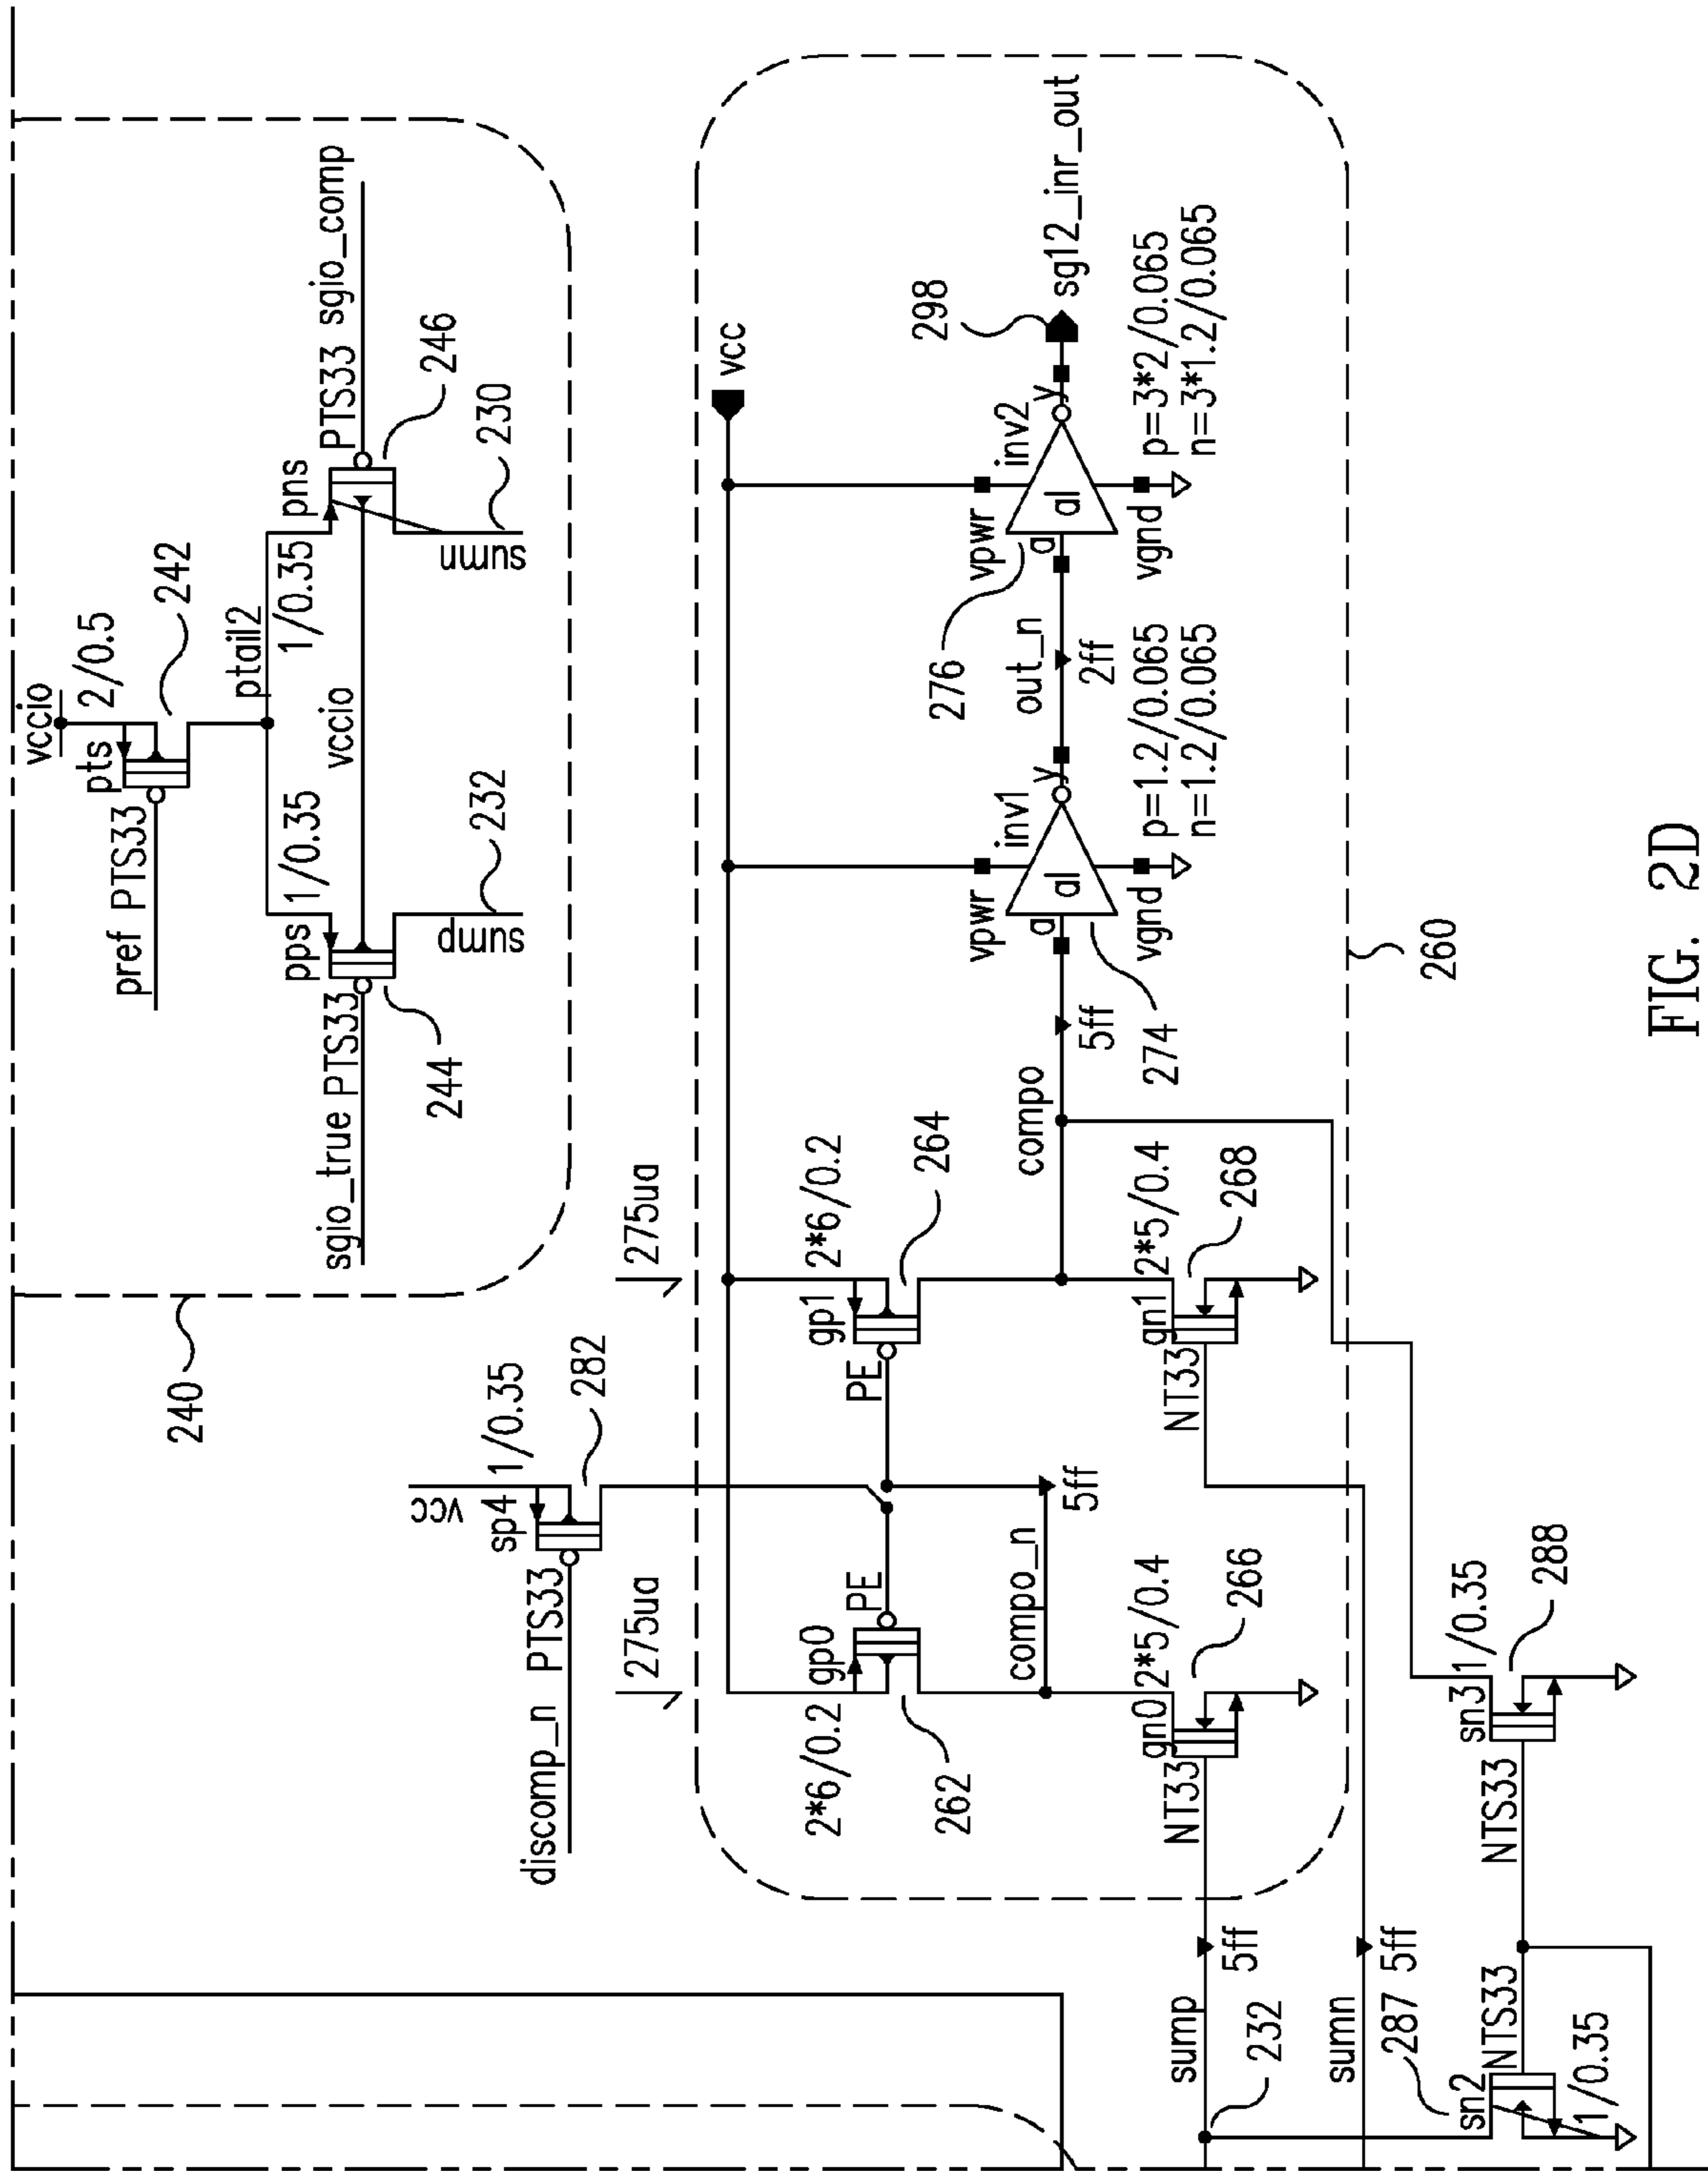 vccio
pts
2/0.5
242
pref PTS33
ptail2
pps
1/0.35
1/0.35
pns
sgio_true PTS33
vccio
PTS33 sgio_comp
244
246
sump
232
sumn
230
240
vcc
sp4
1/0.35
discomp_n PTS33
282
275ua
275ua
vcc
2*6/0.2
gp0
PE
PE
gp1
2*6/0.2
262
264
compo_n
5ff
compo
5ff
vpwr
a
al
inv1
y
vgnd
274
p=1.2/0.065
n=1.2/0.065
out_n
2ff
276
vpwr
a
al
inv2
y
vgnd
298
sg12_inr_out
p=3*2/0.065
n=3*1.2/0.065
NT33
gn0
2*5/0.4
266
NT33
gn1
2*5/0.4
268
sump
5ff
232
260
sumn
5ff
287
sn2
NTS33
1/0.35
NTS33
sn3
1/0.35
288
FIG. 2D